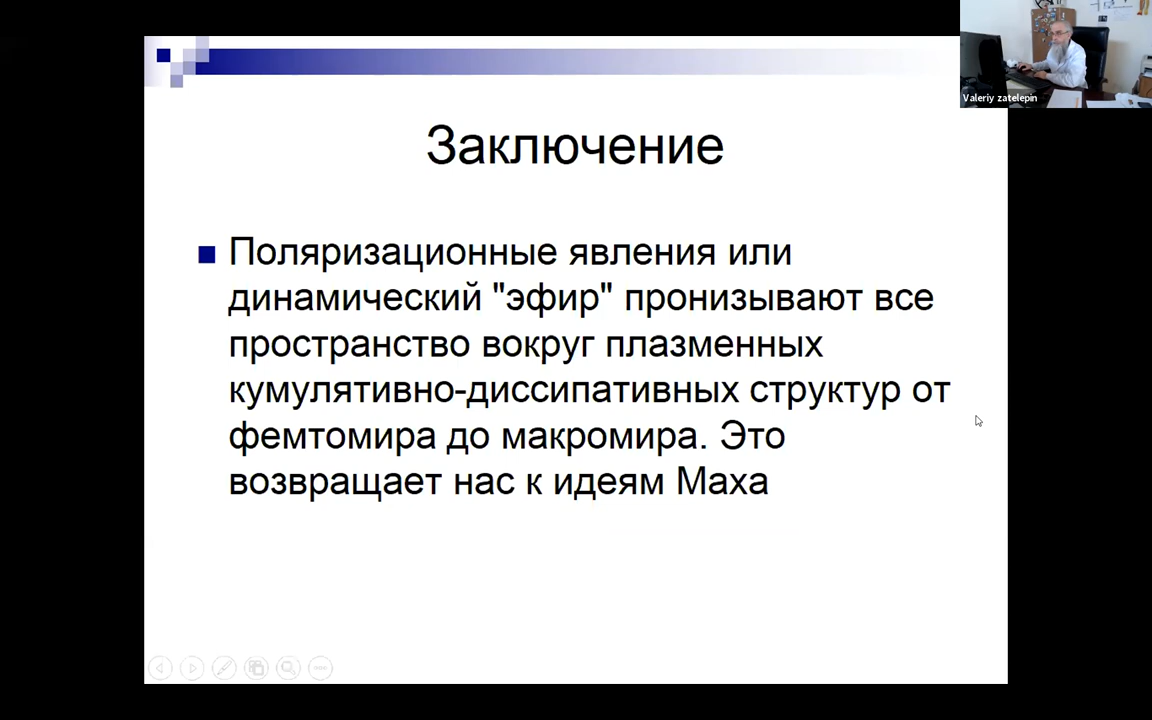 Valeriy zatelepin
Заключение
Поляризационные явления или
динамический "эфир" пронизывают все
пространство вокруг плазменных
кумулятивно-диссипативных структур от
фемтомира до макромира. Это
возвращает нас к идеям Маха